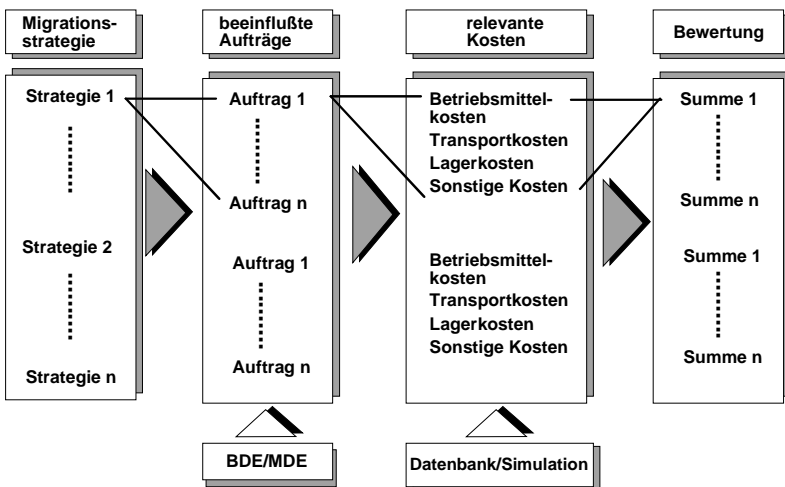 Migrations-
strategie
beeinflußte
Aufträge
relevante
Kosten
Bewertung
Strategie 1
Strategie 2
Strategie n
Auftrag 1
Auftrag n
Auftrag 1
Auftrag n
Betriebsmittel-
kosten
Transportkosten
Lagerkosten
Sonstige Kosten
Betriebsmittel-
kosten
Transportkosten
Lagerkosten
Sonstige Kosten
Summe 1
Summe n
Summe 1
Summe n
BDE/MDE
Datenbank/Simulation